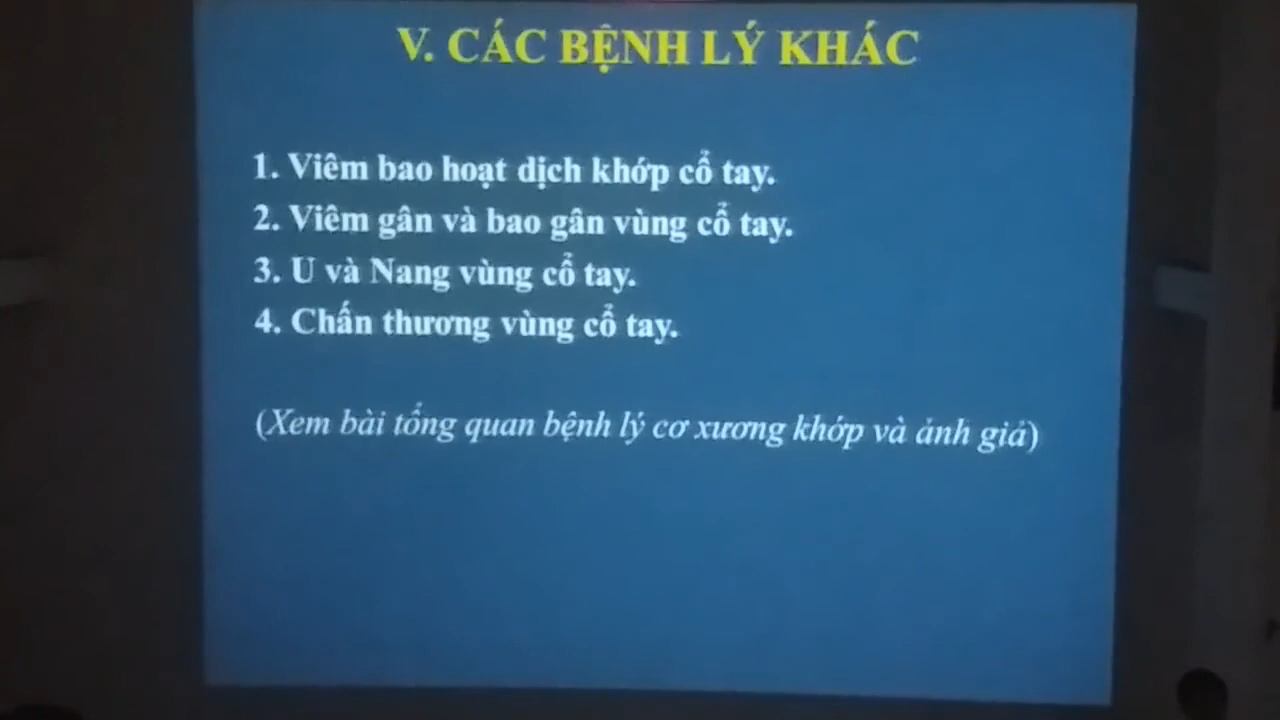 V. CÁC BỆNH LÝ KHÁC
1. Viêm bao hoạt dịch khớp cổ tay.
2. Viêm gân và bao gân vùng cổ tay.
3. U và Nang vùng cổ tay.
4. Chấn thương vùng cổ tay.
(Xem bài tổng quan bệnh lý cơ xương khớp và ảnh giả)